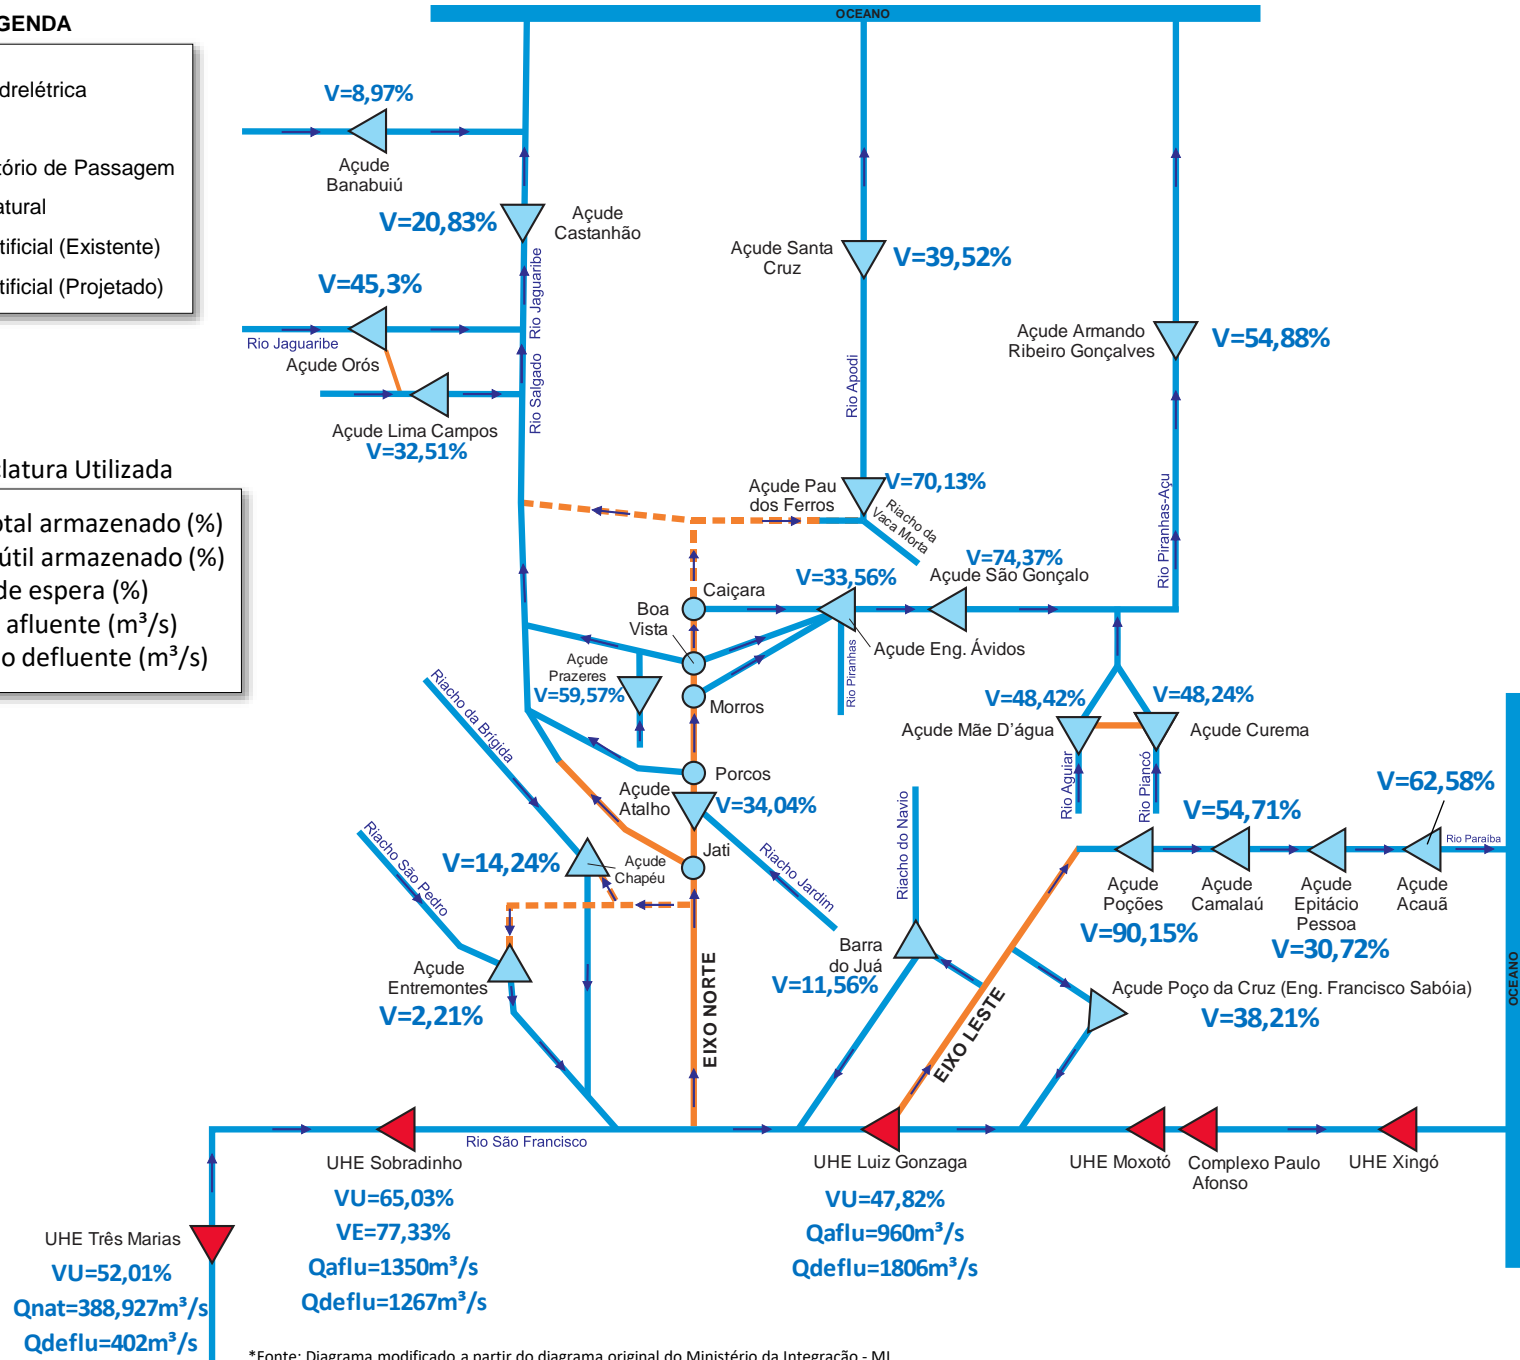 GENDA
drelétrica
tório de Passagem
atural
tificial (Existente)
tificial (Projetado)
clatura Utilizada
otal armazenado (%)
útil armazenado (%)
de espera (%)
afluente (m³/s)
o defluente (m³/s)
OCEANO
V=8,97%
Açude
Banabuiú
V=20,83%
Açude
Castanhão
Rio Jaguaribe
V=45,3%
Rio Jaguaribe
Açude Orós
Rio Salgado
Açude Lima Campos
V=32,51%
Açude Santa
Cruz
V=39,52%
Rio Apodi
Açude Armando
Ribeiro Gonçalves
V=54,88%
Rio Piranhas-Açu
Açude Pau
dos Ferros
V=70,13%
Riacho da
Vaca Morta
V=74,37%
Açude São Gonçalo
V=33,56%
Açude Eng. Ávidos
Rio Piranhas
Caiçara
Boa
Vista
Morros
Açude
Prazeres
V=59,57%
Porcos
Açude
Atalho
V=34,04%
Jati
Riacho Jardim
Riacho da Brígida
Riacho São Pedro
V=14,24%
Açude
Chapéu
Açude
Entremontes
V=2,21%
EIXO NORTE
V=48,42%
Açude Mãe D'água
V=48,24%
Açude Curema
Rio Aguiar
Rio Piancó
V=62,58%
V=54,71%
Rio Paraíba
Açude
Poções
V=90,15%
Açude
Camalaú
Açude
Epitácio
Pessoa
V=30,72%
Açude
Acauã
Riacho do Navio
Barra
do Juá
V=11,56%
EIXO LESTE
Açude Poço da Cruz (Eng. Francisco Sabóia)
V=38,21%
OCEANO
Rio São Francisco
UHE Sobradinho
VU=65,03%
VE=77,33%
Qaflu=1350m³/s
Qdeflu=1267m³/s
UHE Luiz Gonzaga
VU=47,82%
Qaflu=960m³/s
Qdeflu=1806m³/s
UHE Moxotó
Complexo Paulo
Afonso
UHE Xingó
UHE Três Marias
VU=52,01%
Qnat=388,927m³/s
Qdeflu=402m³/s
*Fonte: Diagrama modificado a partir do diagrama original do Ministério da Integração - MI